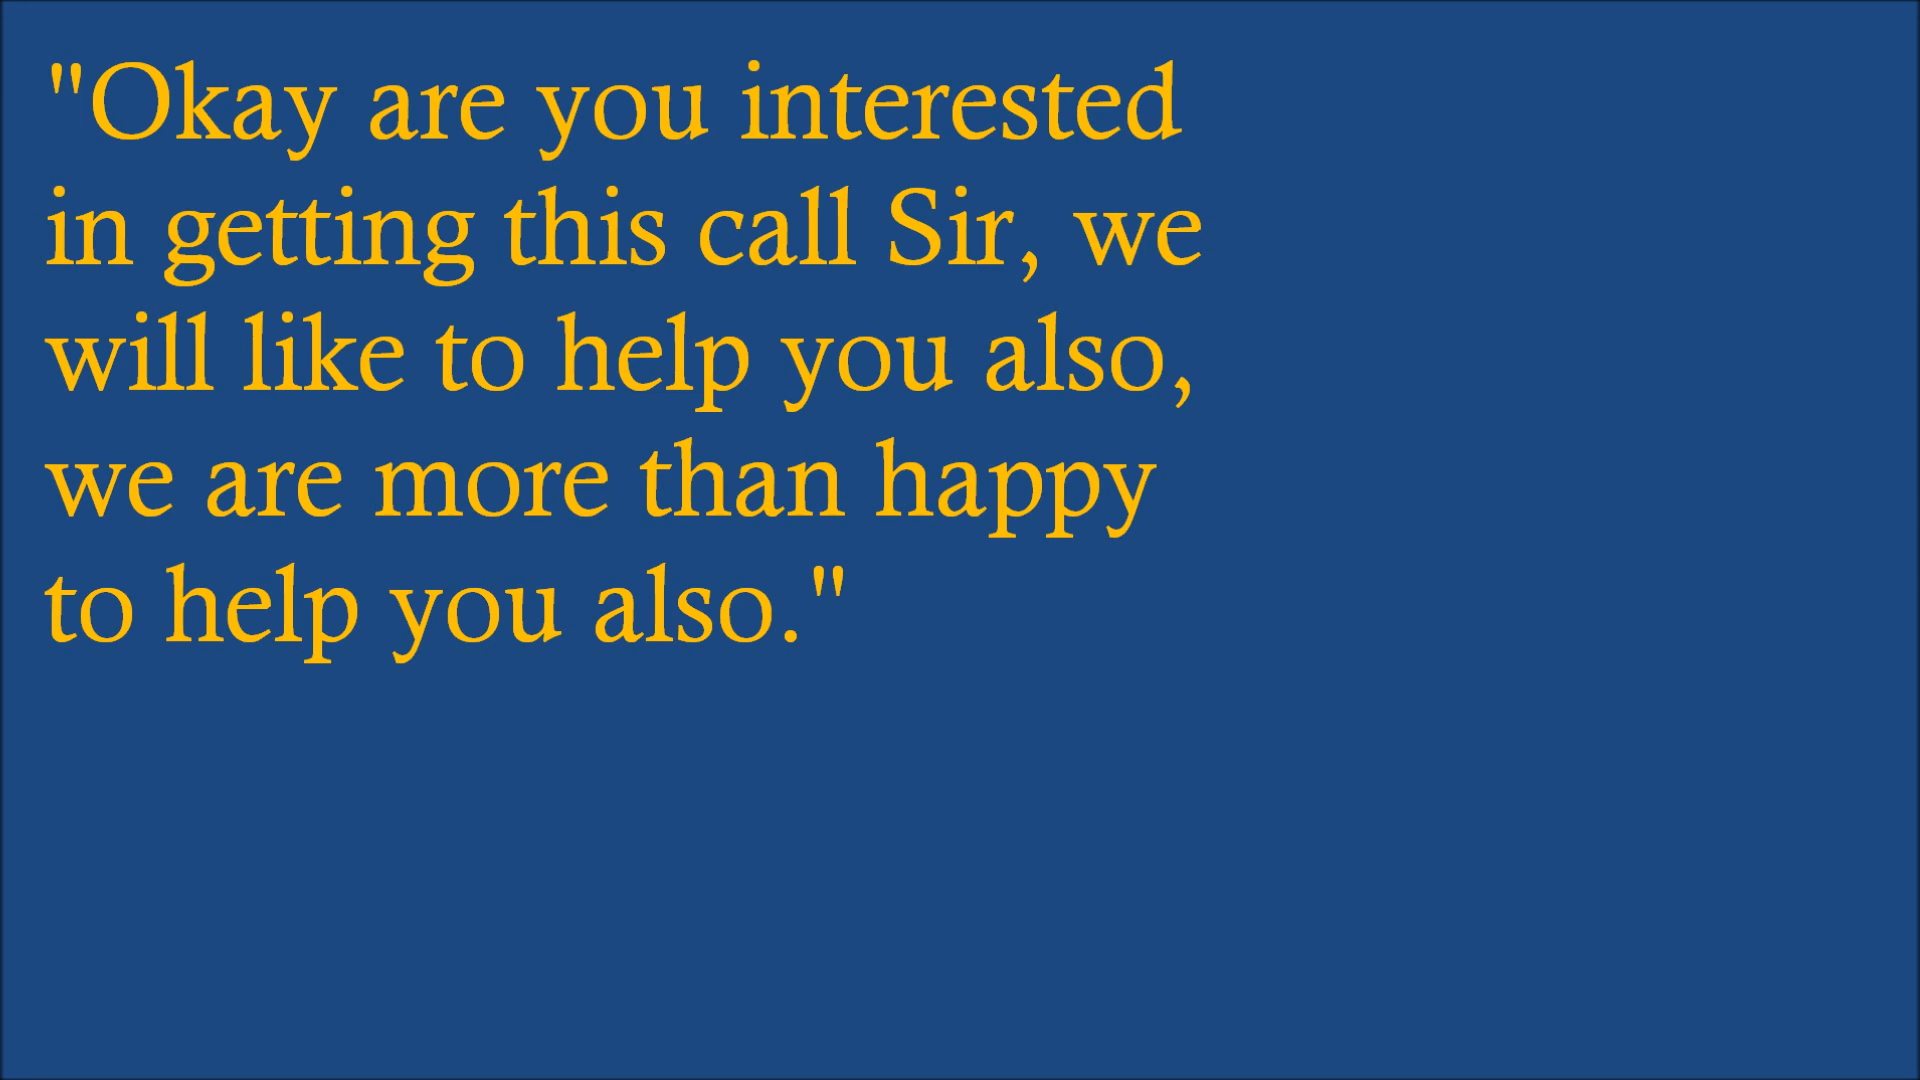 "Okay are you interested
in getting this call Sir, we
will like to help you also,
we are more than happy
to help you also."